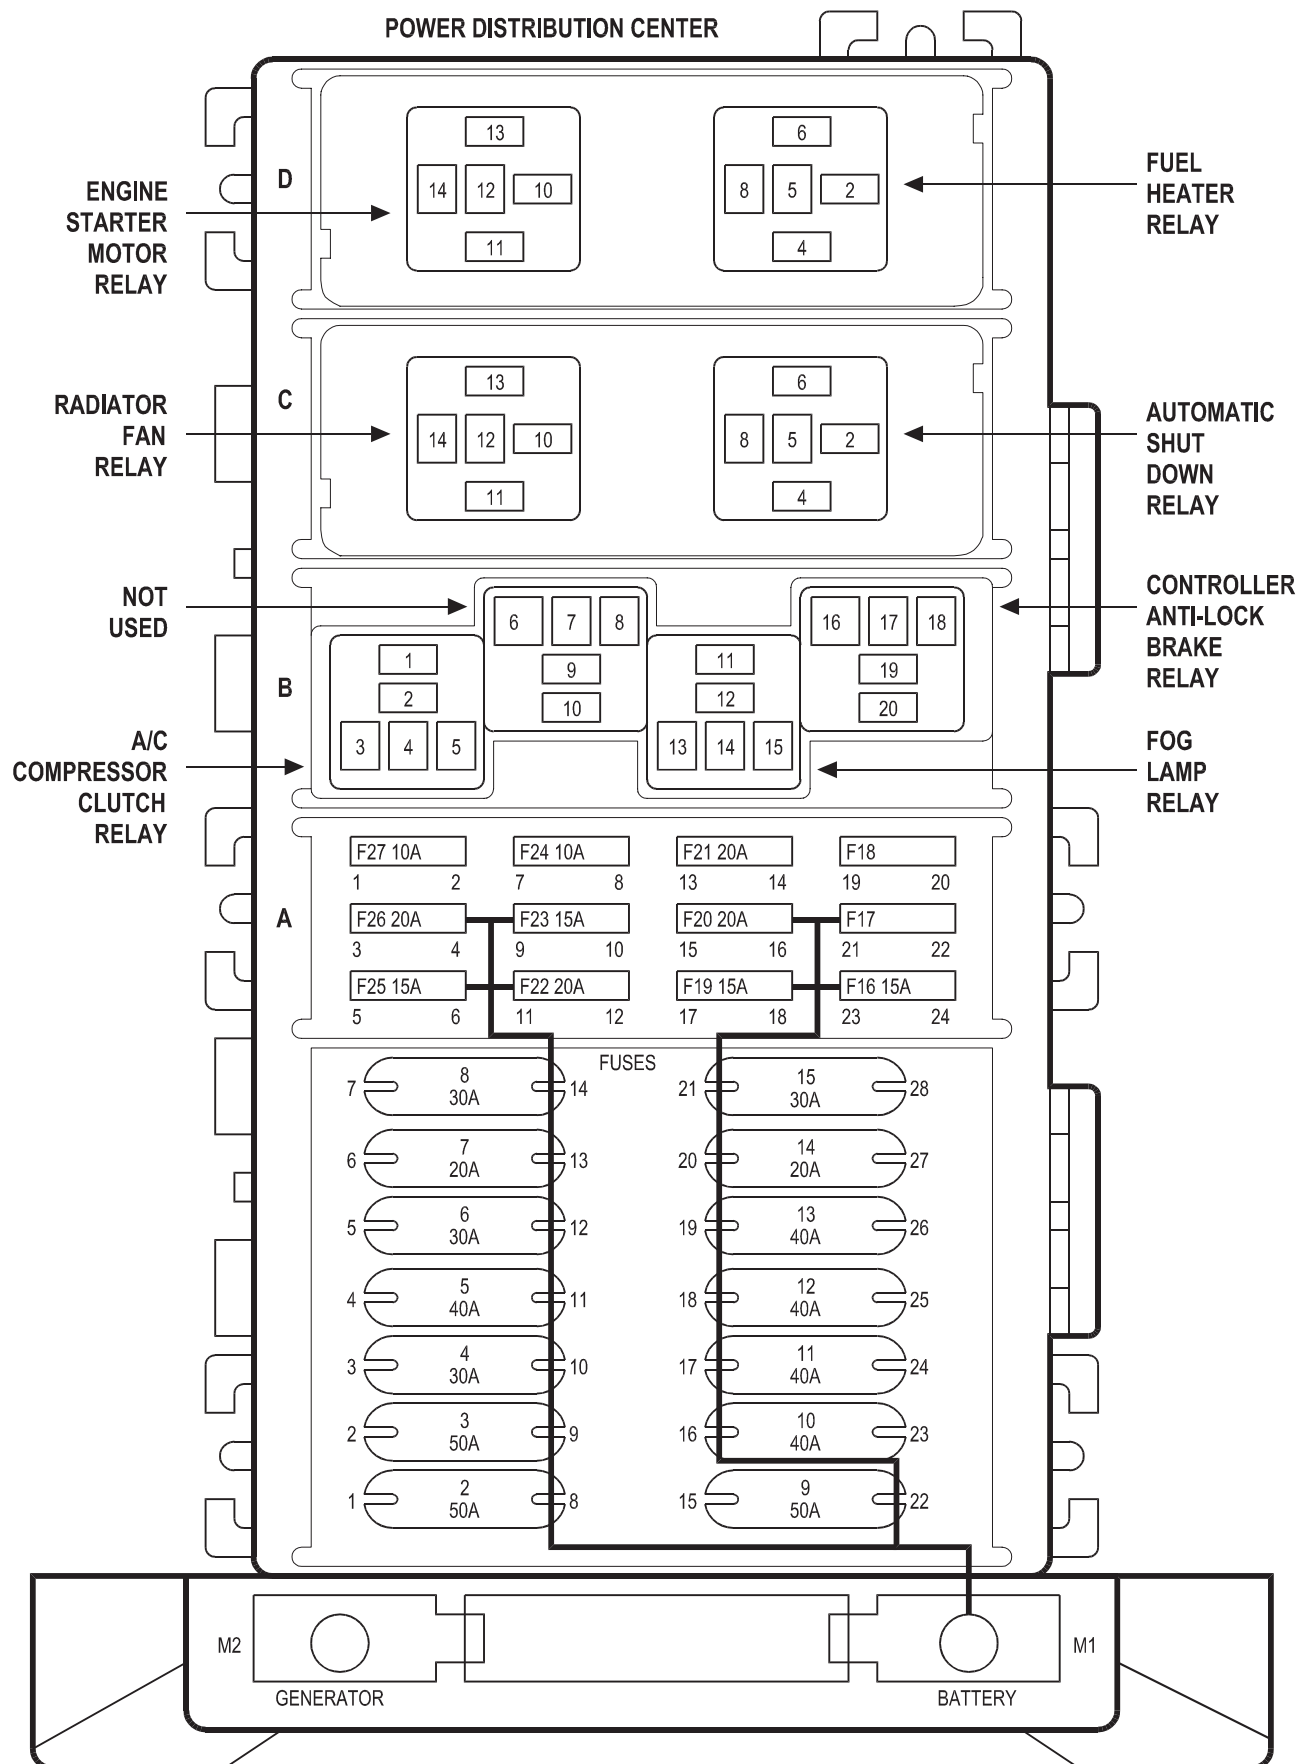 POWER DISTRIBUTION CENTER
D
ENGINE
STARTER
MOTOR
RELAY
13
14 12 10
11
6
8 5 2
4
FUEL
HEATER
RELAY
C
RADIATOR
FAN
RELAY
13
14 12 10
11
6
8 5 2
4
AUTOMATIC
SHUT
DOWN
RELAY
NOT
USED
6 7 8
9
10
16 17 18
19
20
CONTROLLER
ANTI-LOCK
BRAKE
RELAY
B
A/C
COMPRESSOR
CLUTCH
RELAY
1
2
3 4 5
11
12
13 14 15
FOG
LAMP
RELAY
A
F27 10A F24 10A F21 20A F18
1 2 7 8 13 14 19 20
F26 20A F23 15A F20 20A F17
3 4 9 10 15 16 21 22
F25 15A F22 20A F19 15A F16 15A
5 6 11 12 17 18 23 24
FUSES
7 8 14 21 15 28
30A 30A
6 7 13 20 14 27
20A 20A
5 6 12 19 13 26
30A 40A
4 5 11 18 12 25
40A 40A
3 4 10 17 11 24
30A 40A
2 3 9 16 10 23
50A 40A
1 2 8 15 9 22
50A 50A
M2 M1
GENERATOR BATTERY